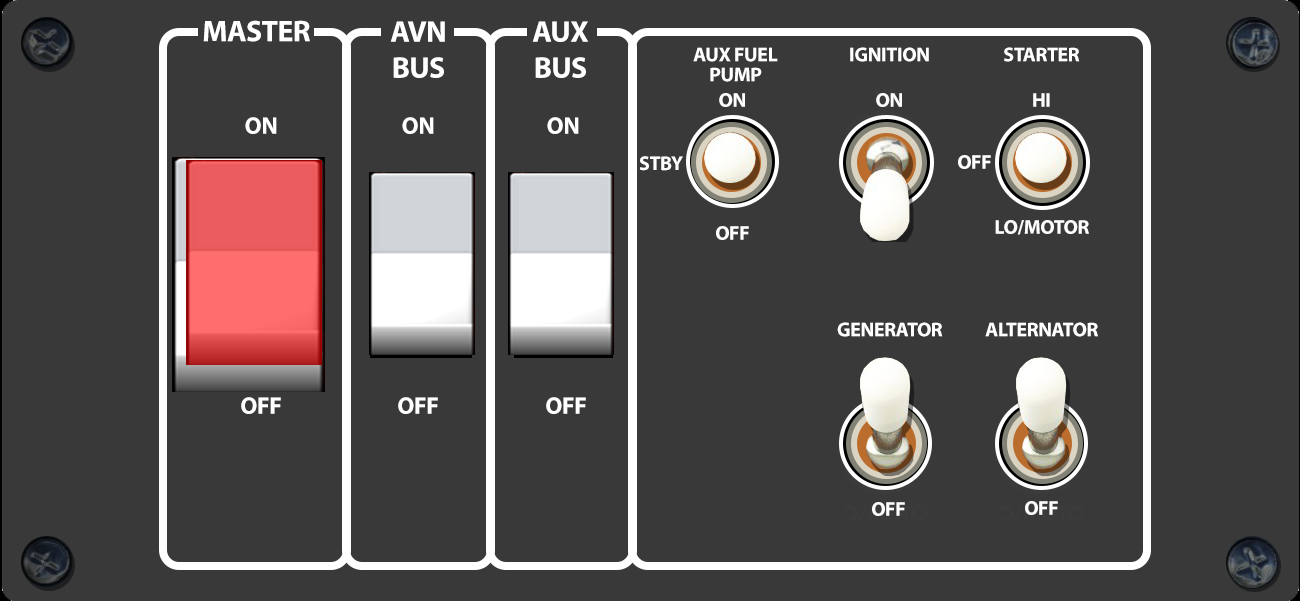 MASTER
AVN
BUS
AUX
BUS
ON
ON
ON
OFF
OFF
OFF
AUX FUEL
PUMP
ON
STBY
OFF
IGNITION
ON
STARTER
HI
OFF
LO/MOTOR
GENERATOR
OFF
ALTERNATOR
OFF